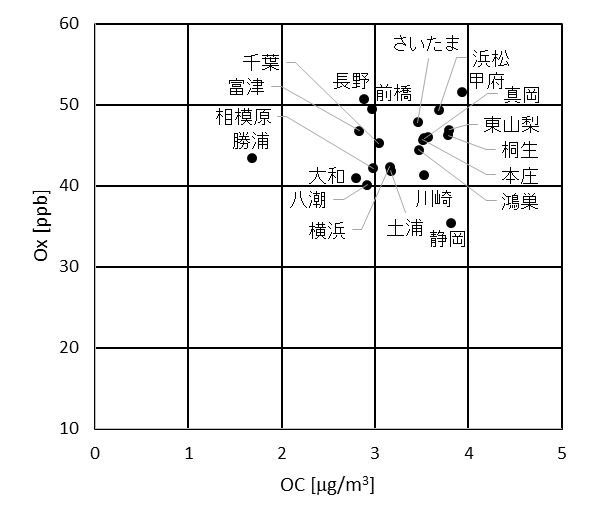 60
50
40
30
20
10
Ox [ppb]
さいたま
千葉
浜松
長野
甲府
富津
前橋
真岡
相模原
東山梨
勝浦
桐生
大和
本庄
八潮
川崎
鴻巣
横浜
土浦
静岡
0 1 2 3 4 5
OC [μg/m³]